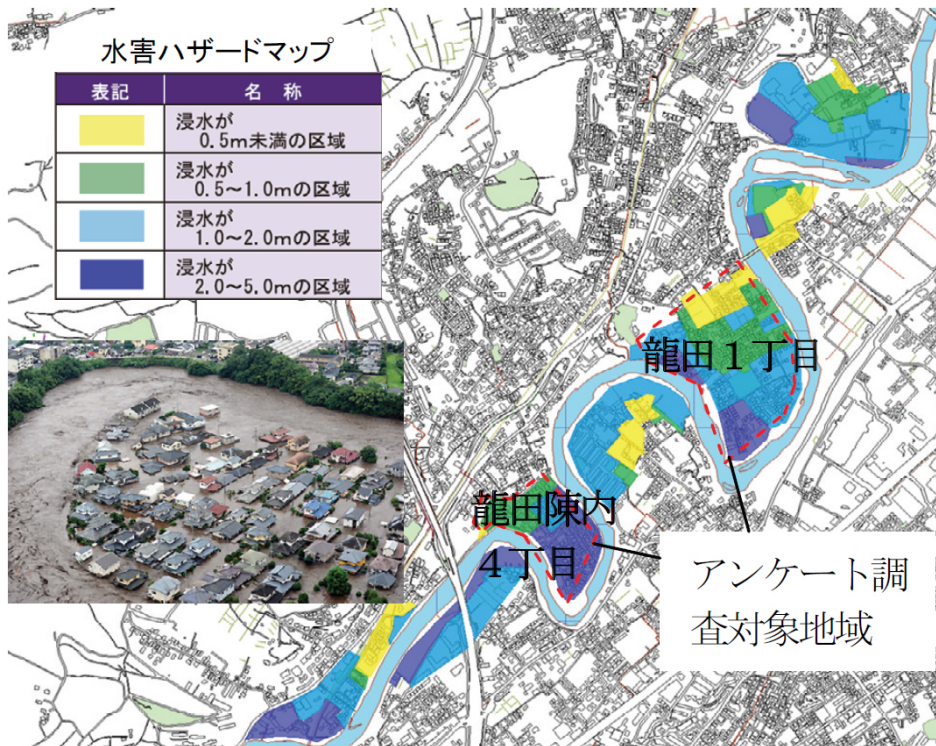 水害ハザードマップ
表記 名 称
浸水が
0.5m未満の区域
浸水が
0.5～1.0mの区域
浸水が
1.0～2.0mの区域
浸水が
2.0～5.0mの区域
龍田１丁目
龍田陳内
４丁目
アンケート調
査対象地域